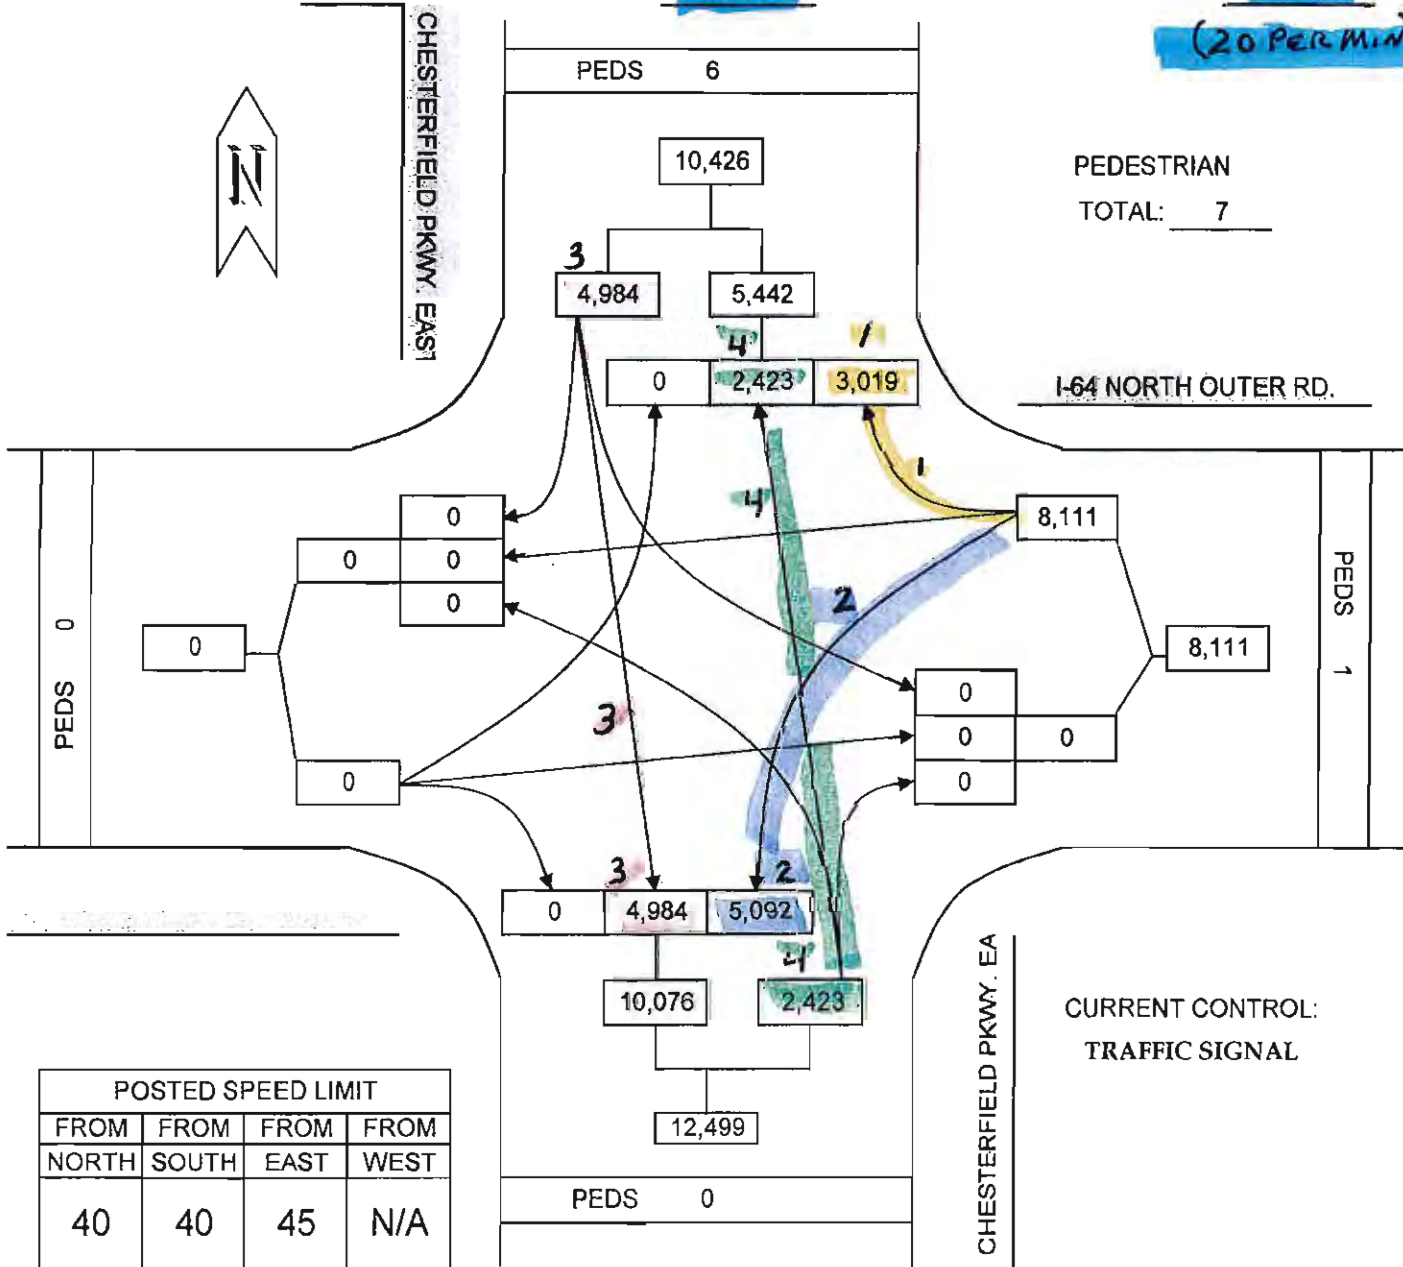 (20 PER MIN)
CHESTERFIELD PKWY. EAST
PEDS 6
N
10,426
PEDESTRIAN
TOTAL: 7
3
4,984
5,442
4
1
0
2,423
3,019
I-64 NORTH OUTER RD.
1
4
0
0
0
0
8,111
2
PEDS 0
0
8,111
PEDS 1
0
3
0
0
0
0
3
2
0
4,984
5,092
4
10,076
2,423
CHESTERFIELD PKWY. EA
CURRENT CONTROL:
TRAFFIC SIGNAL
12,499
POSTED SPEED LIMIT
FROM FROM FROM FROM
NORTH SOUTH EAST WEST
40 40 45 N/A
PEDS 0